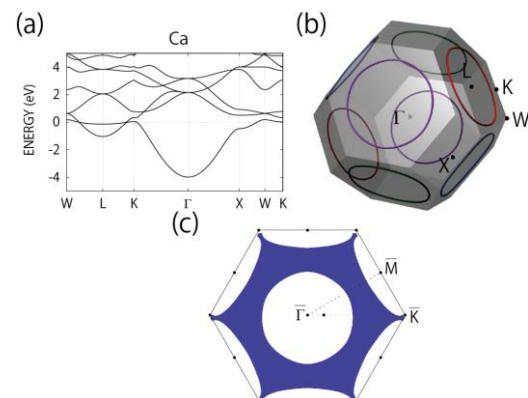 (a)
Ca
ENERGY (eV)
4
2
0
-2
-4
W L K Γ X W K
(b)
L
K
Γ
W
X
(c)
M̅
Γ̅
K̅